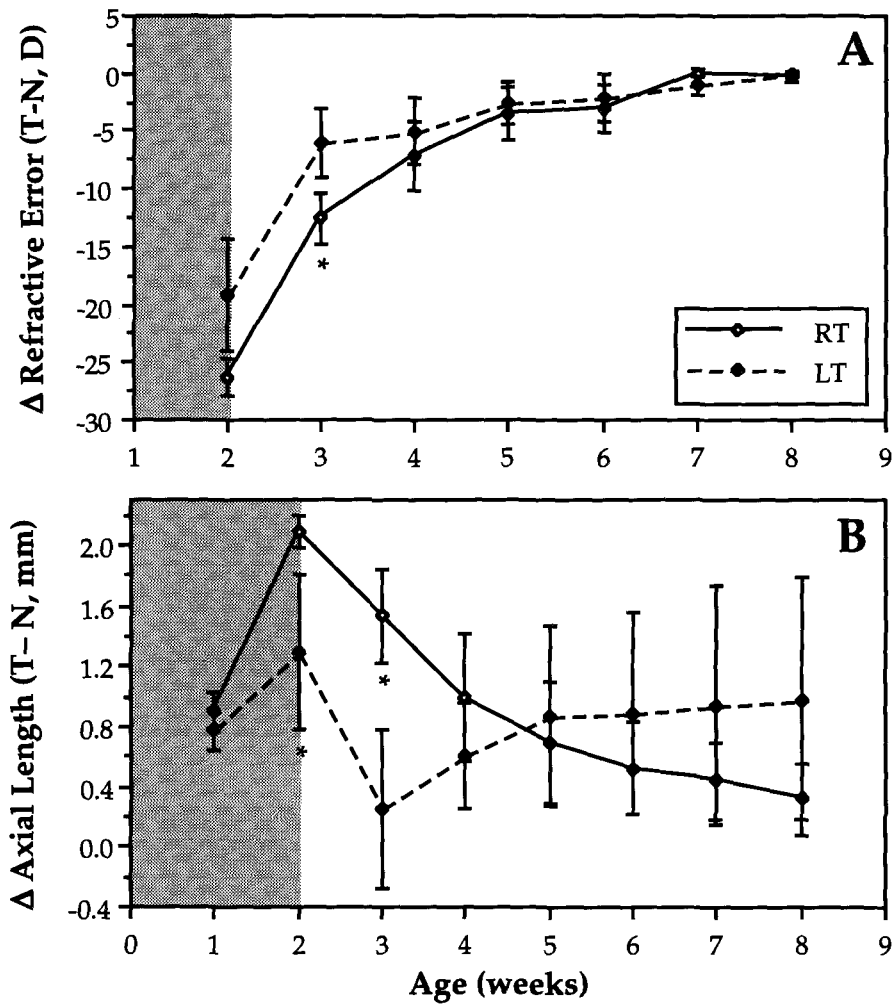 A
Δ Refractive Error (T-N, D)
5
0
-5
-10
-15
-20
-25
-30
*
RT
LT
1 2 3 4 5 6 7 8 9
B
Δ Axial Length (T– N, mm)
2.0
1.6
1.2
0.8
0.4
0.0
-0.4
*
*
0 1 2 3 4 5 6 7 8 9
Age (weeks)